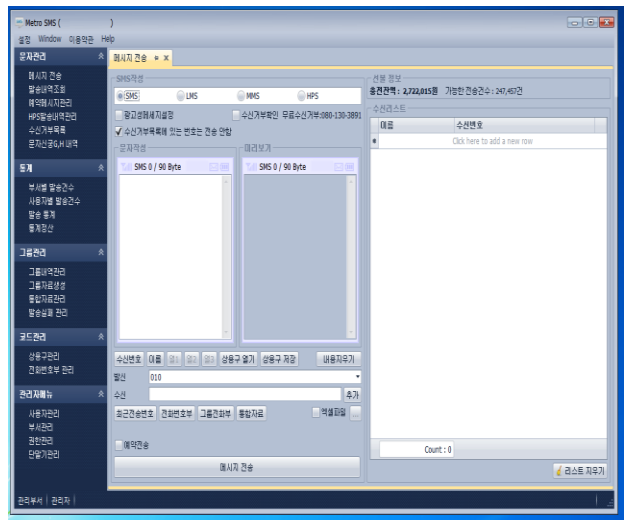 Metro SMS ( )
설정 Window 이용약관 Help
문자관리
메시지 전송
발송내역조회
예약메시지관리
HPS발송내역관리
수신거부목록
문자신공G,H 내역
통계
부서별 발송건수
사용자별 발송건수
발송 통계
통계정산
그룹관리
그룹내역관리
그룹자료생성
통합자료관리
발송실패 관리
코드관리
상용구관리
전화번호부 관리
관리자메뉴
사용자관리
부서관리
권한관리
단말기관리
메시지 전송
SMS작성
SMS LMS MMS HPS
광고성메세지설정 수신거부확인 무료수신거부:080-130-3891
수신거부목록에 있는 번호는 전송 안함
문자작성 미리보기
SMS 0 / 90 Byte SMS 0 / 90 Byte
수신번호 이름 열1 열2 열3 상용구 열기 상용구 저장 내용지우기
발신 010
수신 추가
최근전송번호 전화번호부 그룹전화부 통합자료 엑셀파일
예약전송
메시지 전송
선불 정보
충전잔액 : 2,722,015원 가능한 전송건수 : 247,457건
수신리스트
이름 수신번호
Click here to add a new row
Count : 0
리스트 지우기
관리부서 관리자